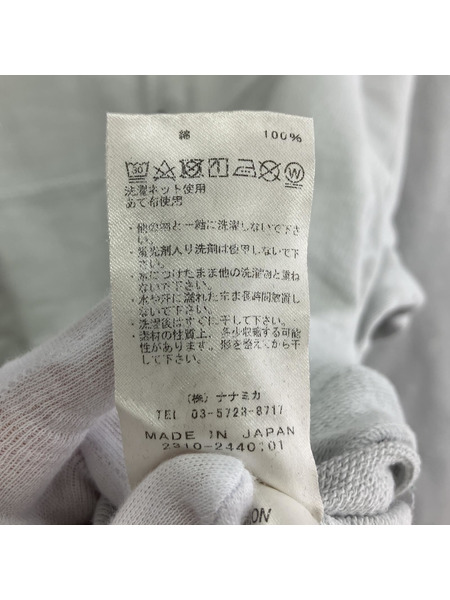 綿 100%
30 W
洗濯ネット使用
あて布使用
・他の物と一緒に洗濯しないで下さ
い。
・蛍光剤入り洗剤は使用しないで下
さい。
・水につけたまま他の洗濯物と重ね
ないで下さい。
・水や汗に濡れたまま長時間放置し
ないで下さい。
・洗濯後はすぐに干して下さい。
・素材の性質上、多少収縮する可能
性があります。形を整えてから干
して下さい。
(株) ナナミカ
TEL 03-5728-8717
MADE IN JAPAN
2310-2440:01
ON